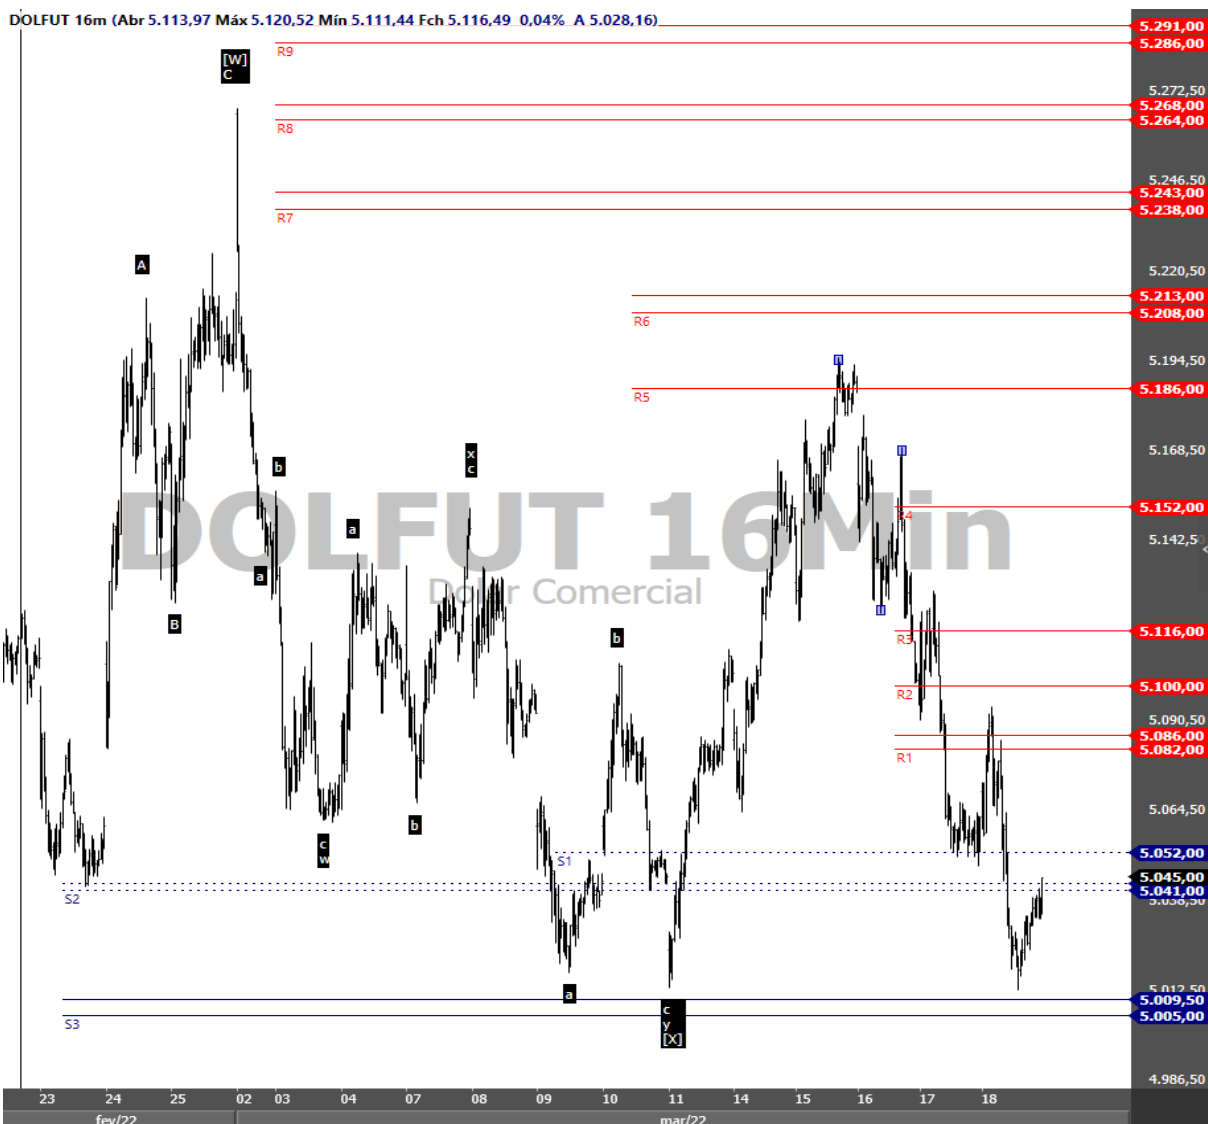 DOLFUT 16m (Abr 5.113,97 Máx 5.120,52 Mín 5.111,44 Fch 5.116,49 0,04% A 5.028,16)
5.291,00
5.286,00
R9
[W]
C
5.272,50
5.268,00
5.264,00
R8
5.246,50
5.243,00
5.238,00
R7
A
5.220,50
5.213,00
5.208,00
R6
5.194,50
5.186,00
R5
5.168,50
x
c
b
5.152,00
a
5.142,50
DOLFUT 16Min
Dolar Comercial
a
B
b
5.116,00
R3
5.100,00
R2
5.090,50
5.086,00
5.082,00
R1
5.064,50
b
c
w
5.052,00
S1
5.045,00
5.041,00
5.038,50
S2
a
5.012,50
5.009,50
5.005,00
S3
c
y
[X]
4.986,50
23 24 25 02 03 04 07 08 09 10 11 14 15 16 17 18
fev/22 mar/22